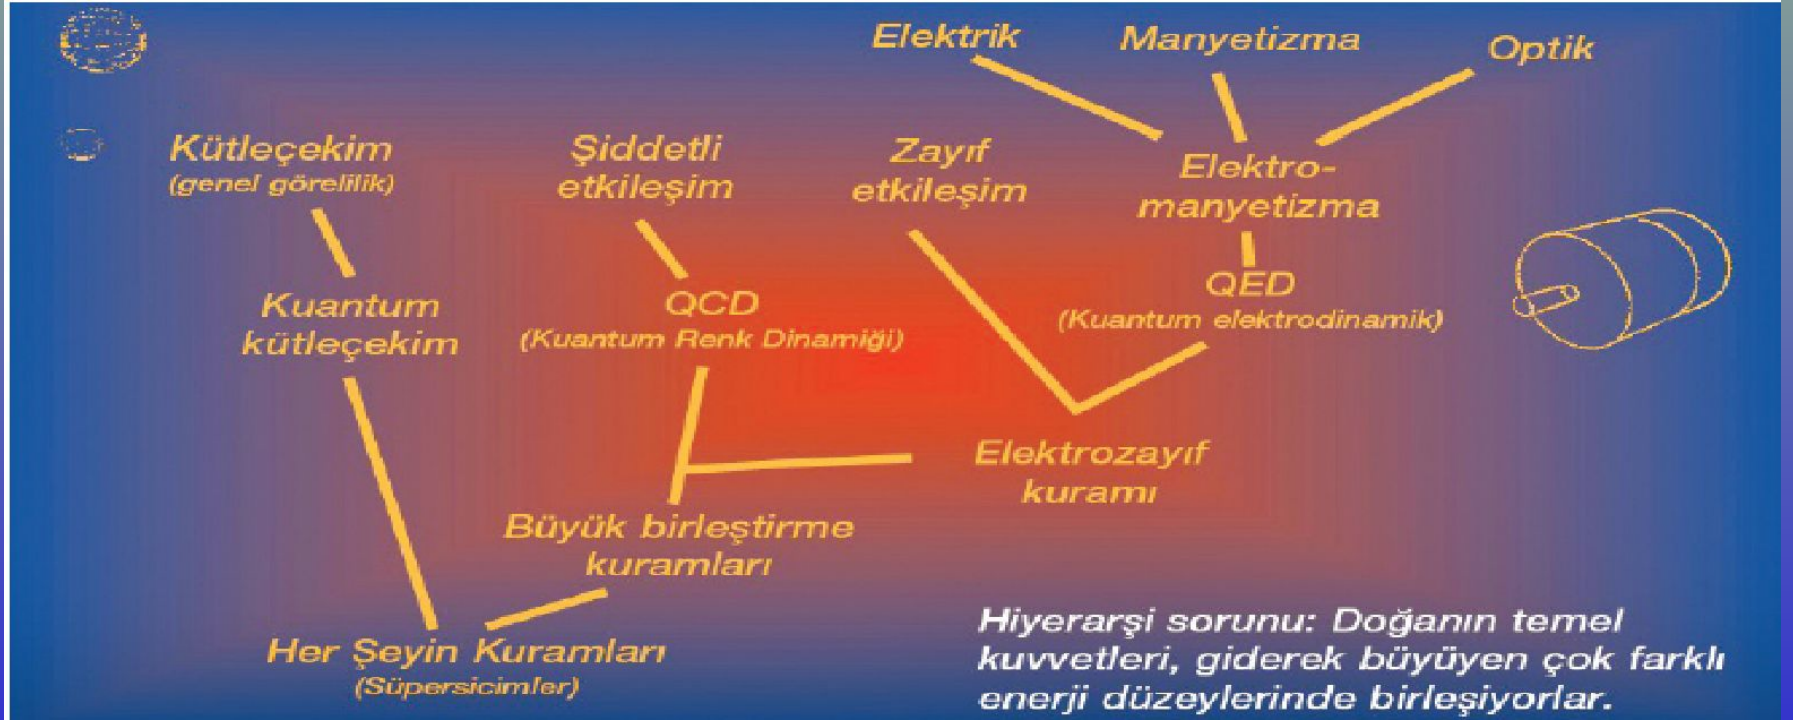 Elektrik
Manyetizma
Optik
Kütleçekim
(genel görelilik)
Şiddetli
etkileşim
Zayıf
etkileşim
Elektro-
manyetizma
Kuantum
kütleçekim
QCD
(Kuantum Renk Dinamiği)
QED
(Kuantum elektrodinamik)
Elektrozayıf
kuramı
Büyük birleştirme
kuramları
Her Şeyin Kuramları
(Süpersicimler)
Hiyerarşi sorunu: Doğanın temel
kuvvetleri, giderek büyüyen çok farklı
enerji düzeylerinde birleşiyorlar.